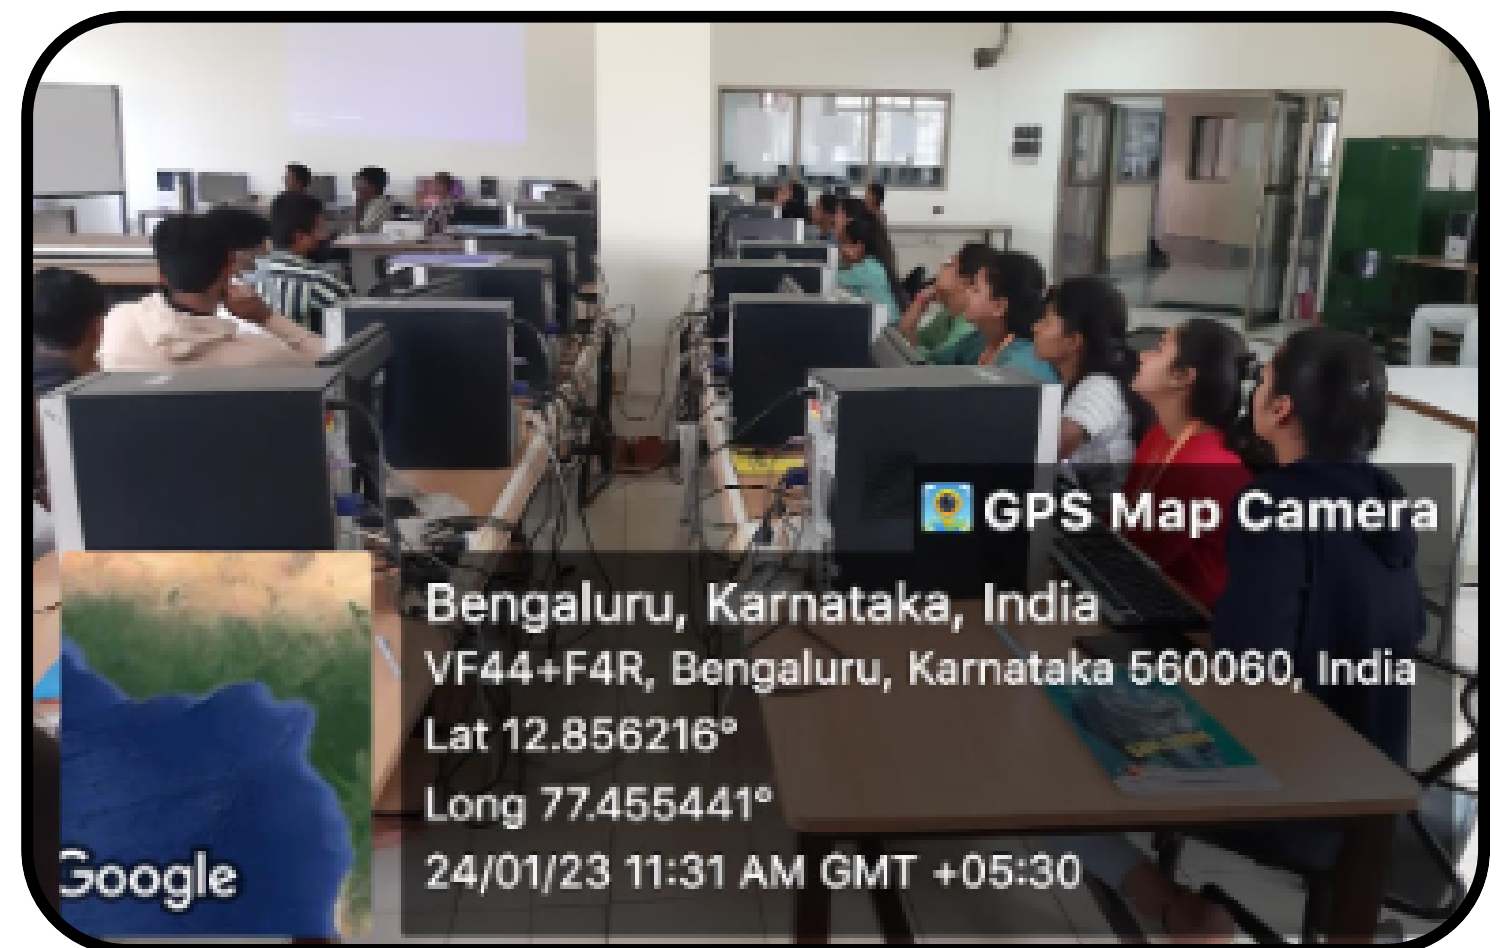 GPS Map Camera
Bengaluru, Karnataka, India
VF44+F4R, Bengaluru, Karnataka 560060, India
Lat 12.856216°
Long 77.455441°
24/01/23 11:31 AM GMT +05:30
Google